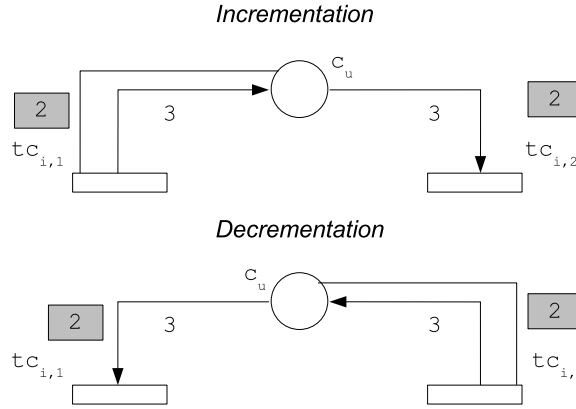 Incrementation
c u
2
2
3
3
tc i,1
tc i,2
Decrementation
c u
2
2
3
3
tc i,1
tc i,